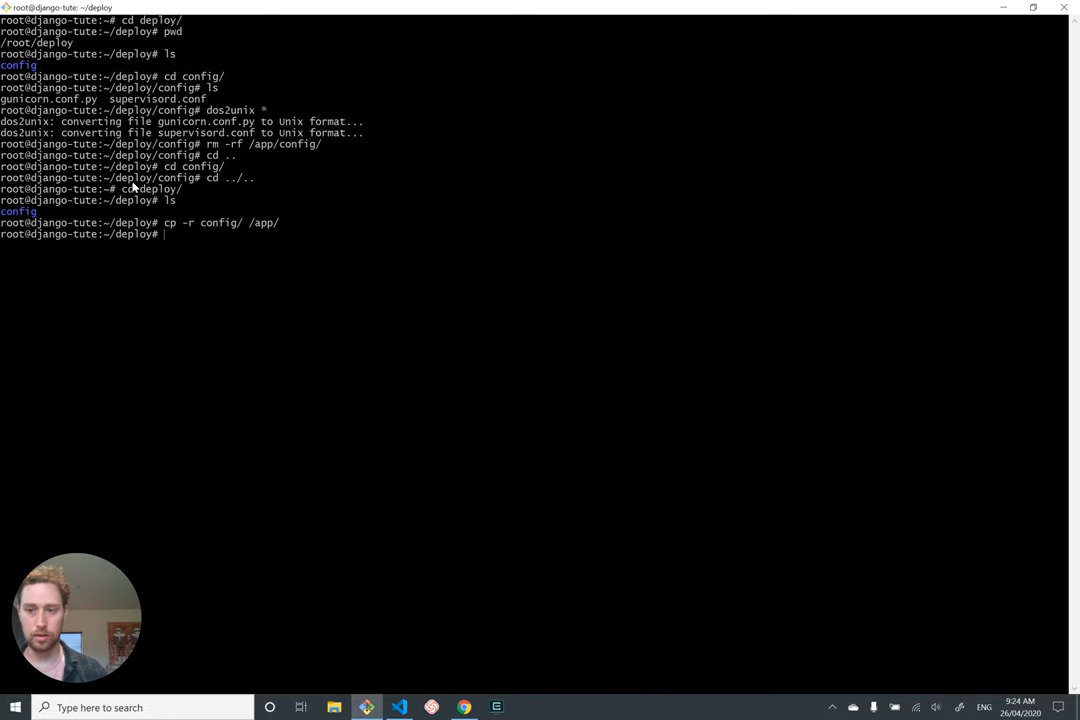 root@django-tute: ~/deploy
root@django-tute:~# cd deploy/
root@django-tute:~/deploy# pwd
/root/deploy
root@django-tute:~/deploy# ls
config
root@django-tute:~/deploy# cd config/
root@django-tute:~/deploy/config# ls
gunicorn.conf.py  supervisord.conf
root@django-tute:~/deploy/config# dos2unix *
dos2unix: converting file gunicorn.conf.py to Unix format...
dos2unix: converting file supervisord.conf to Unix format...
root@django-tute:~/deploy/config# rm -rf /app/config/
root@django-tute:~/deploy/config# cd ..
root@django-tute:~/deploy# cd config/
root@django-tute:~/deploy/config# cd ../..
root@django-tute:~# cd deploy/
root@django-tute:~/deploy# ls
config
root@django-tute:~/deploy# cp -r config/ /app/
root@django-tute:~/deploy#
Type here to search
ENG
9:24 AM
26/04/2020